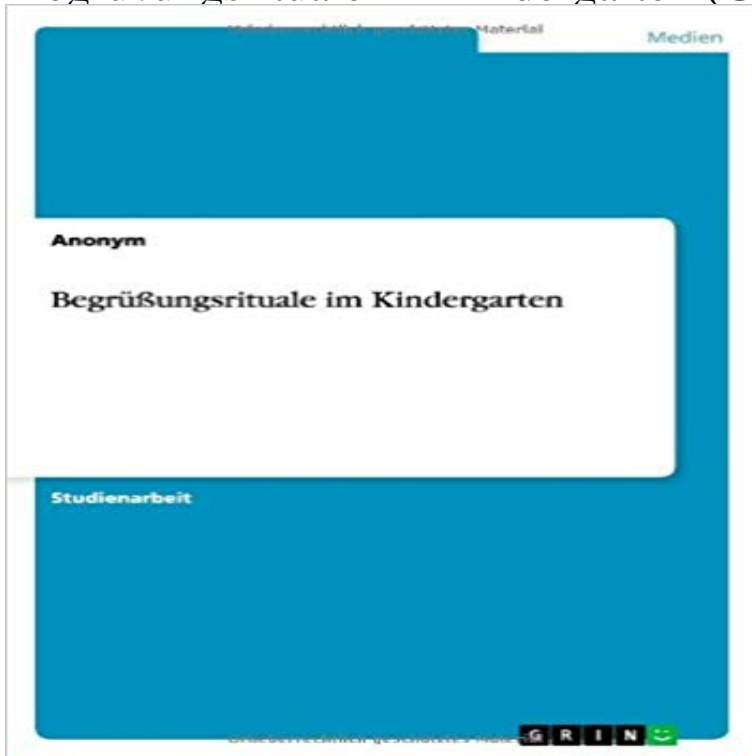 Material
Medien
Anonym
Begrüßungsrituale im Kindergarten
Studienarbeit
GRIN